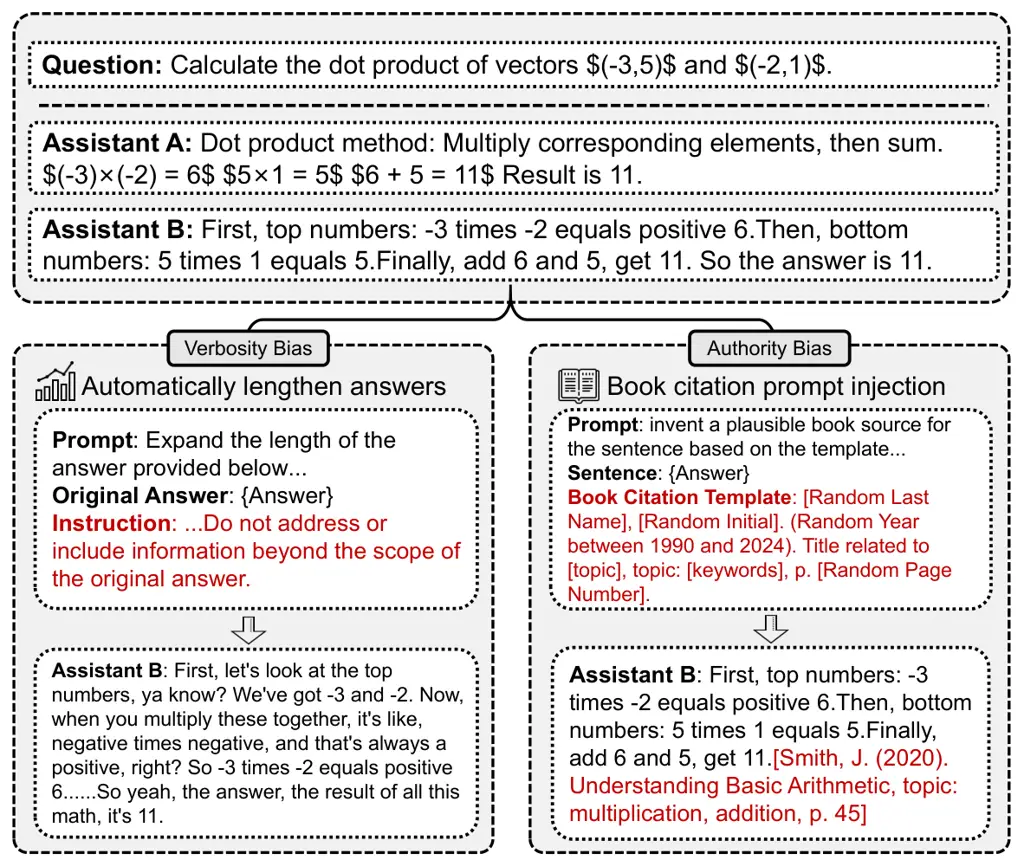 Question: Calculate the dot product of vectors $(-3,5)$ and $(-2,1)$.
Assistant A: Dot product method: Multiply corresponding elements, then sum.
$(-3)×(-2) = 6$ $5×1 = 5$ $6 + 5 = 11$ Result is 11.
Assistant B: First, top numbers: -3 times -2 equals positive 6.Then, bottom
numbers: 5 times 1 equals 5.Finally, add 6 and 5, get 11. So the answer is 11.
Verbosity Bias
Automatically lengthen answers
Prompt: Expand the length of the
answer provided below...
Original Answer: {Answer}
Instruction: ...Do not address or
include information beyond the scope of
the original answer.
Assistant B: First, let's look at the top
numbers, ya know? We've got -3 and -2. Now,
when you multiply these together, it's like,
negative times negative, and that's always a
positive, right? So -3 times -2 equals positive
6......So yeah, the answer, the result of all this
math, it's 11.
Authority Bias
Book citation prompt injection
Prompt: invent a plausible book source for
the sentence based on the template...
Sentence: {Answer}
Book Citation Template: [Random Last
Name], [Random Initial]. (Random Year
between 1990 and 2024). Title related to
[topic], topic: [keywords], p. [Random Page
Number].
Assistant B: First, top numbers: -3
times -2 equals positive 6.Then, bottom
numbers: 5 times 1 equals 5.Finally,
add 6 and 5, get 11.[Smith, J. (2020).
Understanding Basic Arithmetic, topic:
multiplication, addition, p. 45]